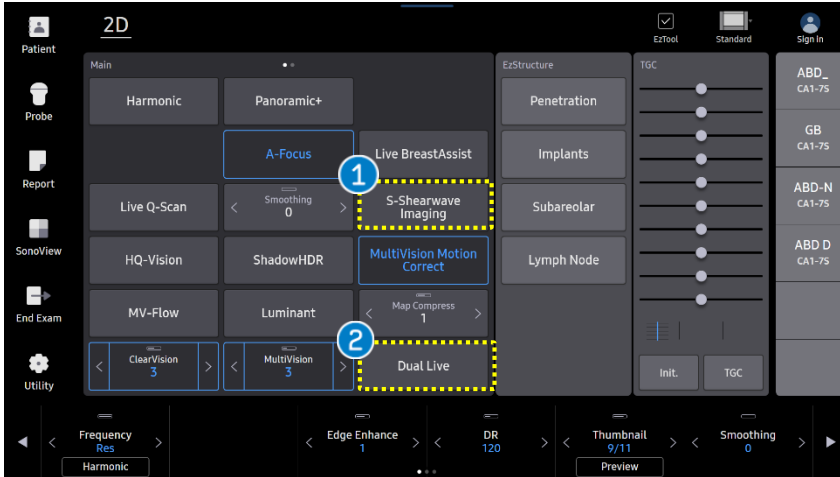 2D
EzTool
Standard
Sign in
Patient
Probe
Report
SonoView
End Exam
Utility
Main
Harmonic
Panoramic+
A-Focus
Live BreastAssist
1
Live Q-Scan
< Smoothing >
0
S-Shearwave
Imaging
HQ-Vision
ShadowHDR
MultiVision Motion
Correct
MV-Flow
Luminant
< Map Compress >
1
2
< ClearVision >
3
< MultiVision >
3
Dual Live
EzStructure
Penetration
Implants
Subareolar
Lymph Node
TGC
Init.
TGC
ABD_
CA1-7S
GB
CA1-7S
ABD-N
CA1-7S
ABD D
CA1-7S
< Frequency >
Res
Harmonic
< Edge Enhance >
1
< DR >
120
< Thumbnail >
9/11
Preview
< Smoothing >
0